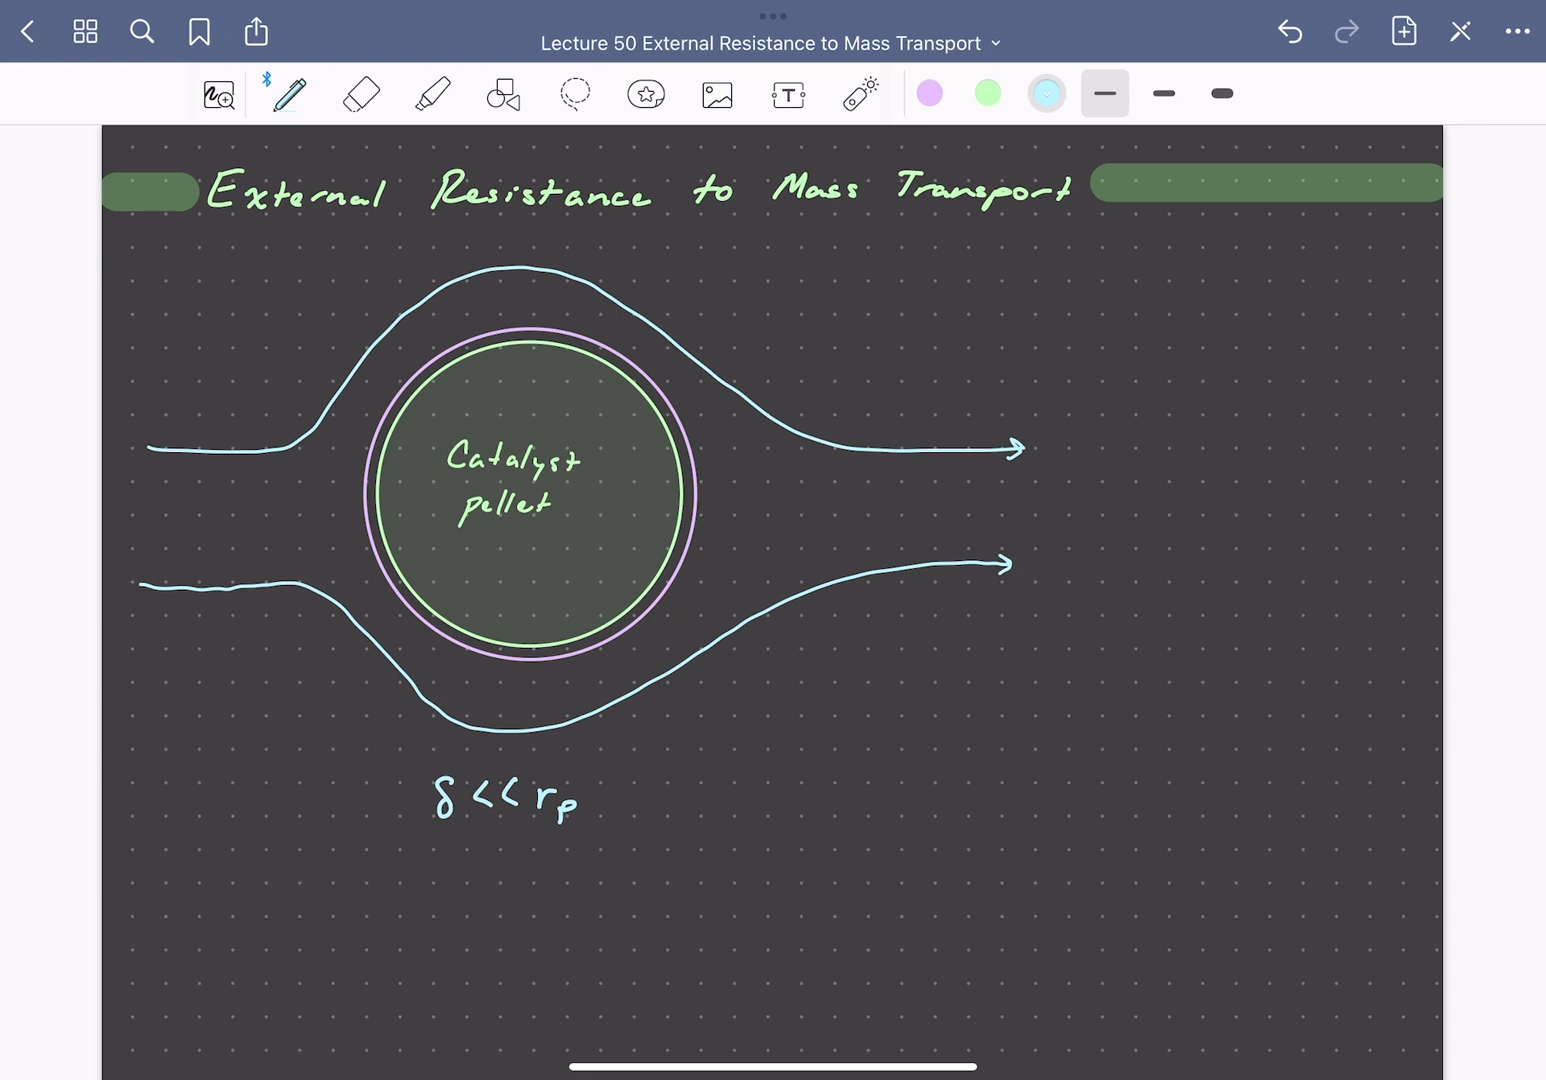 Lecture 50 External Resistance to Mass Transport
External Resistance to Mass Transport
Catalyst
pellet
δ << rₚ